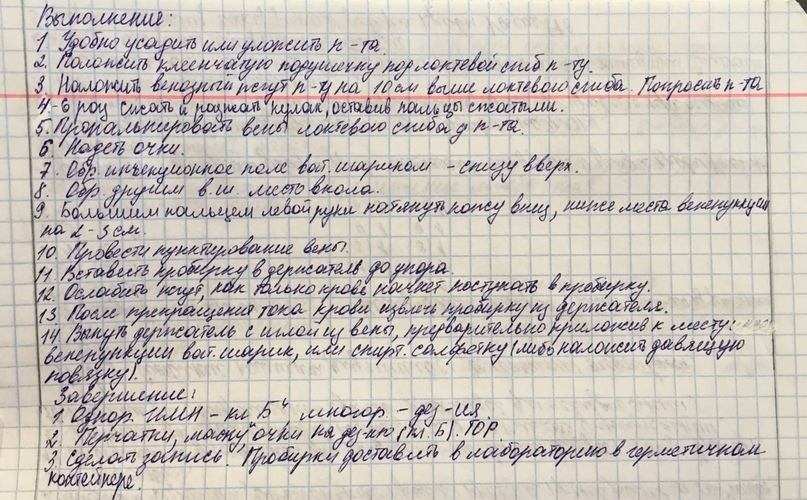 Выполнение:
1. Удобно усадить или уложить п-та.
2. Положить клеенчатую подушечку под локтевой сгиб п-ту.
3. Наложить венозный жгут п-ту на 10 см выше локтевого сгиба. Попросить п-та
4-6 раз сжать и разжать кулак, оставив пальцы сжатыми.
5. Пропальпировать вены локтевого сгиба у п-та.
6. Надеть очки.
7. Обр. инъекционное поле ват. шариком - снизу вверх.
8. Обр. другим в.ш. место вкола.
9. Большим пальцем левой руки натянуть кожу вниз, ниже места венепункции
на 2-3 см.
10. Провести пунктирование вены.
11. Вставить пробирку в держатель до упора.
12. Ослабить жгут, как только кровь начнет поступать в пробирку.
13. После прекращения тока крови извлечь пробирку из держателя.
14. Вынуть держатель с иглой из вены, предварительно приложив к месту
венепункции ват. шарик, или спирт. салфетку (либо наложить давящую
повязку).
Завершение:
1. Однор. ИМН - кл. "Б" многор. - дез-ия
2. Перчатки, маску, очки на дез-ию (кл. Б). ГОР
3. Сделать запись. Пробирки доставить в лабораторию в герметичном
контейнере.